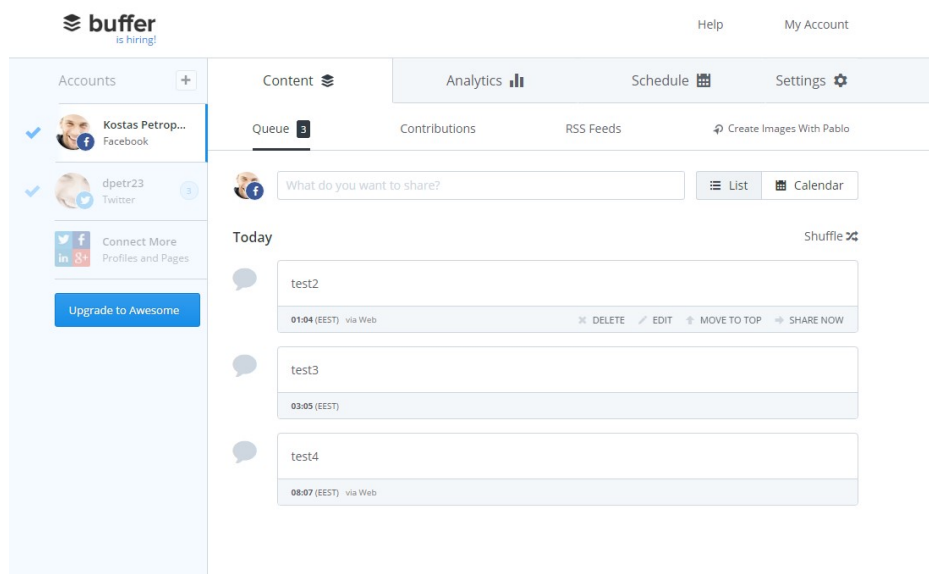 buffer
is hiring!
Help
My Account
Accounts
+
Content
Analytics
Schedule
Settings
Kostas Petrop...
Facebook
dpetr23
Twitter
3
Connect More
Profiles and Pages
Upgrade to Awesome
Queue 3
Contributions
RSS Feeds
Create Images With Pablo
What do you want to share?
List
Calendar
Today
Shuffle
test2
01:04 (EEST) via Web
DELETE
EDIT
MOVE TO TOP
SHARE NOW
test3
03:05 (EEST)
test4
08:07 (EEST) via Web